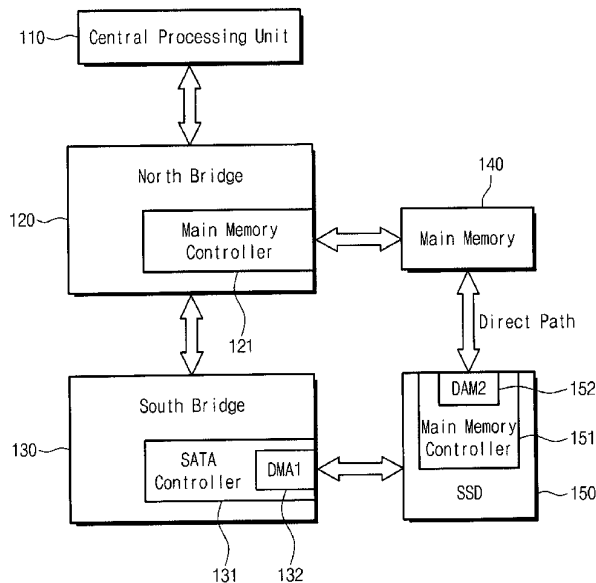 110
Central Processing Unit
North Bridge
120
Main Memory
Controller
121
140
Main Memory
Direct Path
South Bridge
130
SATA
Controller
DMA1
131
132
DAM2
152
Main Memory
Controller
151
SSD
150